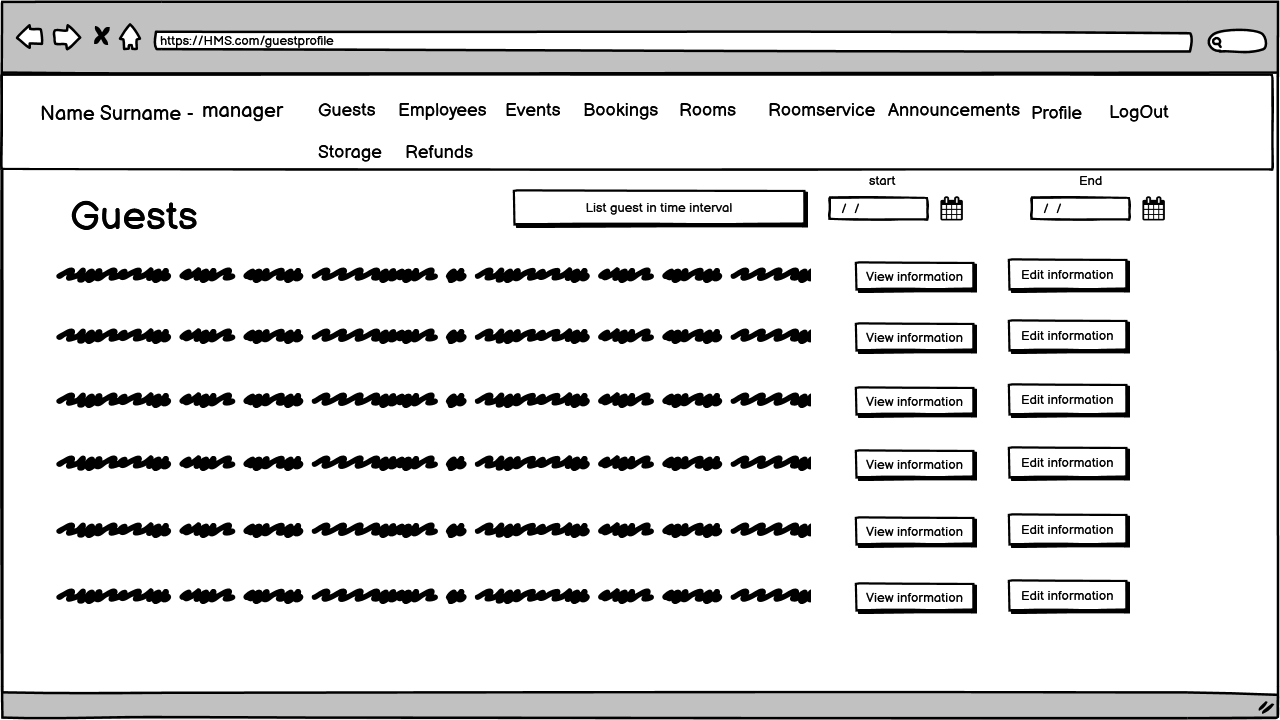 https://HMS.com/guestprofile
Name Surname - manager Guests Employees Events Bookings Rooms Roomservice Announcements Profile LogOut
Storage Refunds
start End
Guests List guest in time interval / / / /
View information Edit information
View information Edit information
View information Edit information
View information Edit information
View information Edit information
View information Edit information